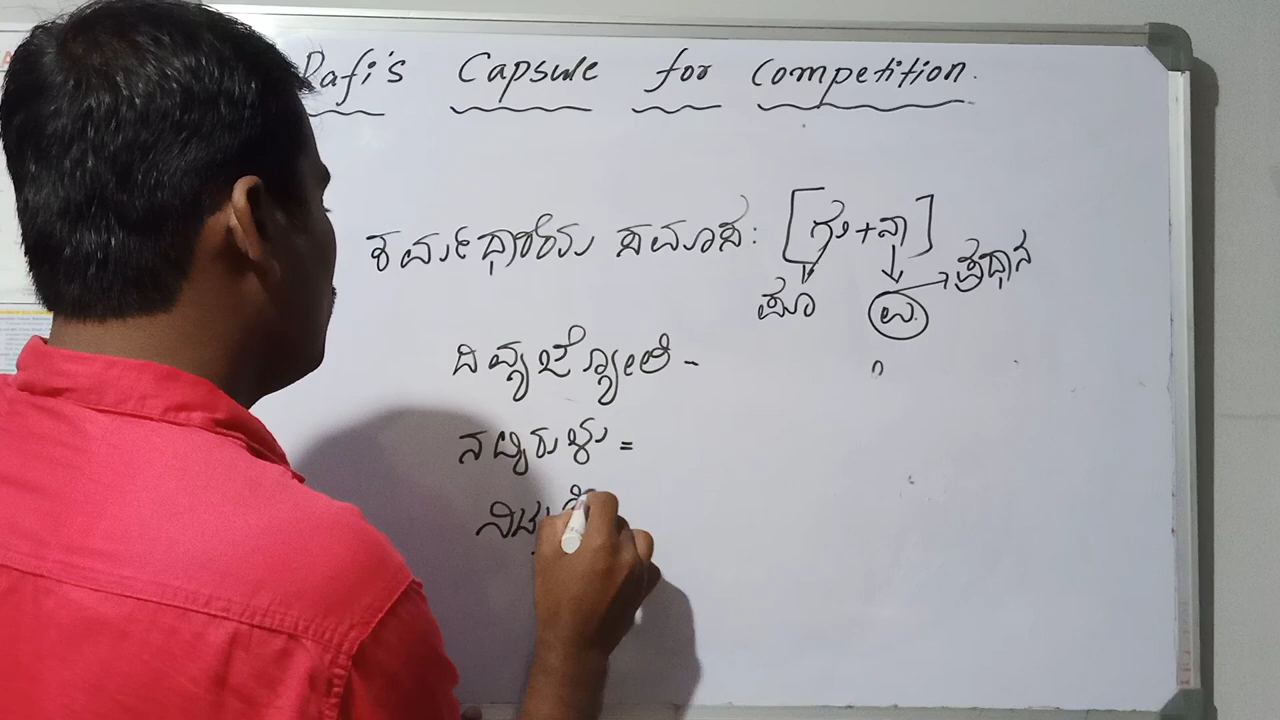 Rafi's Capsule for Competition.
ಕರ್ಮಧಾರೆಯ ಸಮಾಸ: [ಗು+ನಾ]
ಪೂ ಉ. → ಪ್ರಧಾನ
ದಿವ್ಯಜ್ಯೋತಿ -
ನಟ್ಟಿರುಳು =